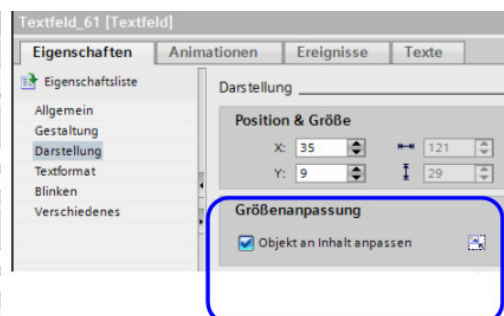 Textfeld_61 [Textfeld]
Eigenschaften Animationen Ereignisse Texte
Eigenschaftsliste
Allgemein
Gestaltung
Darstellung
Textformat
Blinken
Verschiedenes
Darstellung
Position & Größe
X: 35 121
Y: 9 29
Größenanpassung
Objekt an Inhalt anpassen